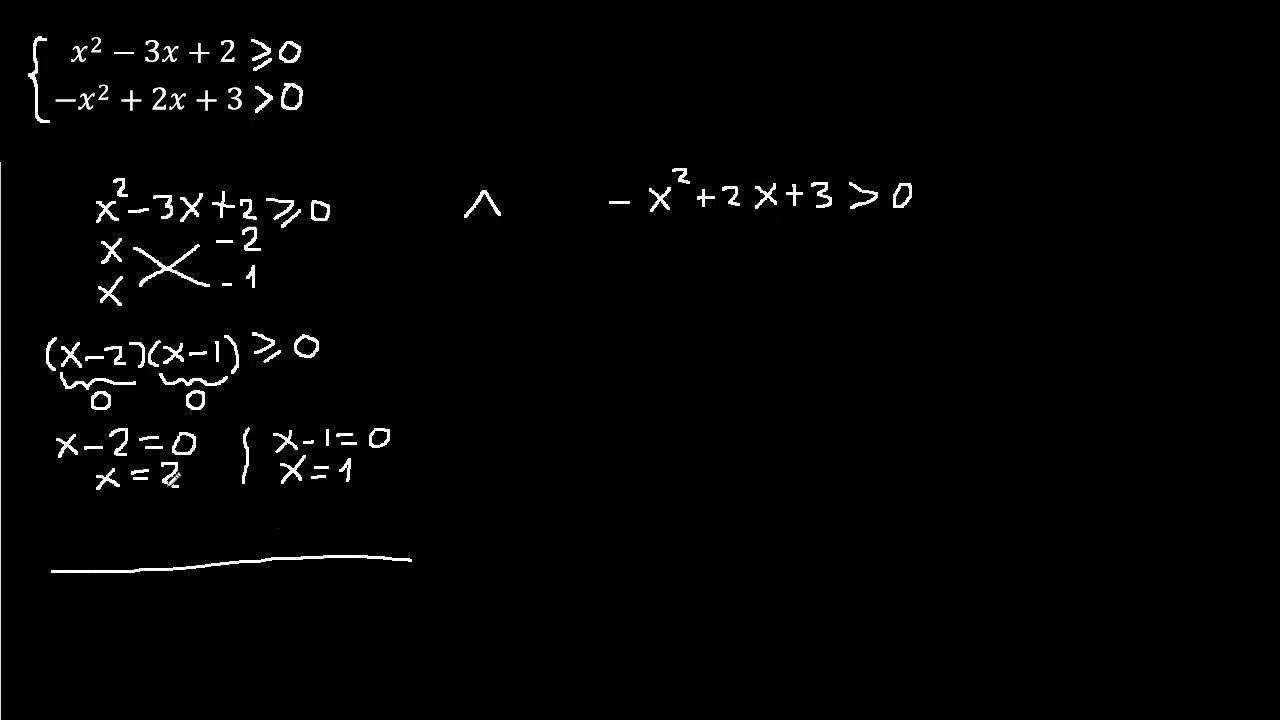 x² − 3x + 2 ⩾0
−x² + 2x + 3 >0
x² − 3x + 2 ⩾ 0 ∧ − x² + 2x + 3 > 0
x − 2
x − 1
(x − 2)(x − 1) ⩾ 0
0 0
x − 2 = 0 | x − 1 = 0
x = 2 x = 1